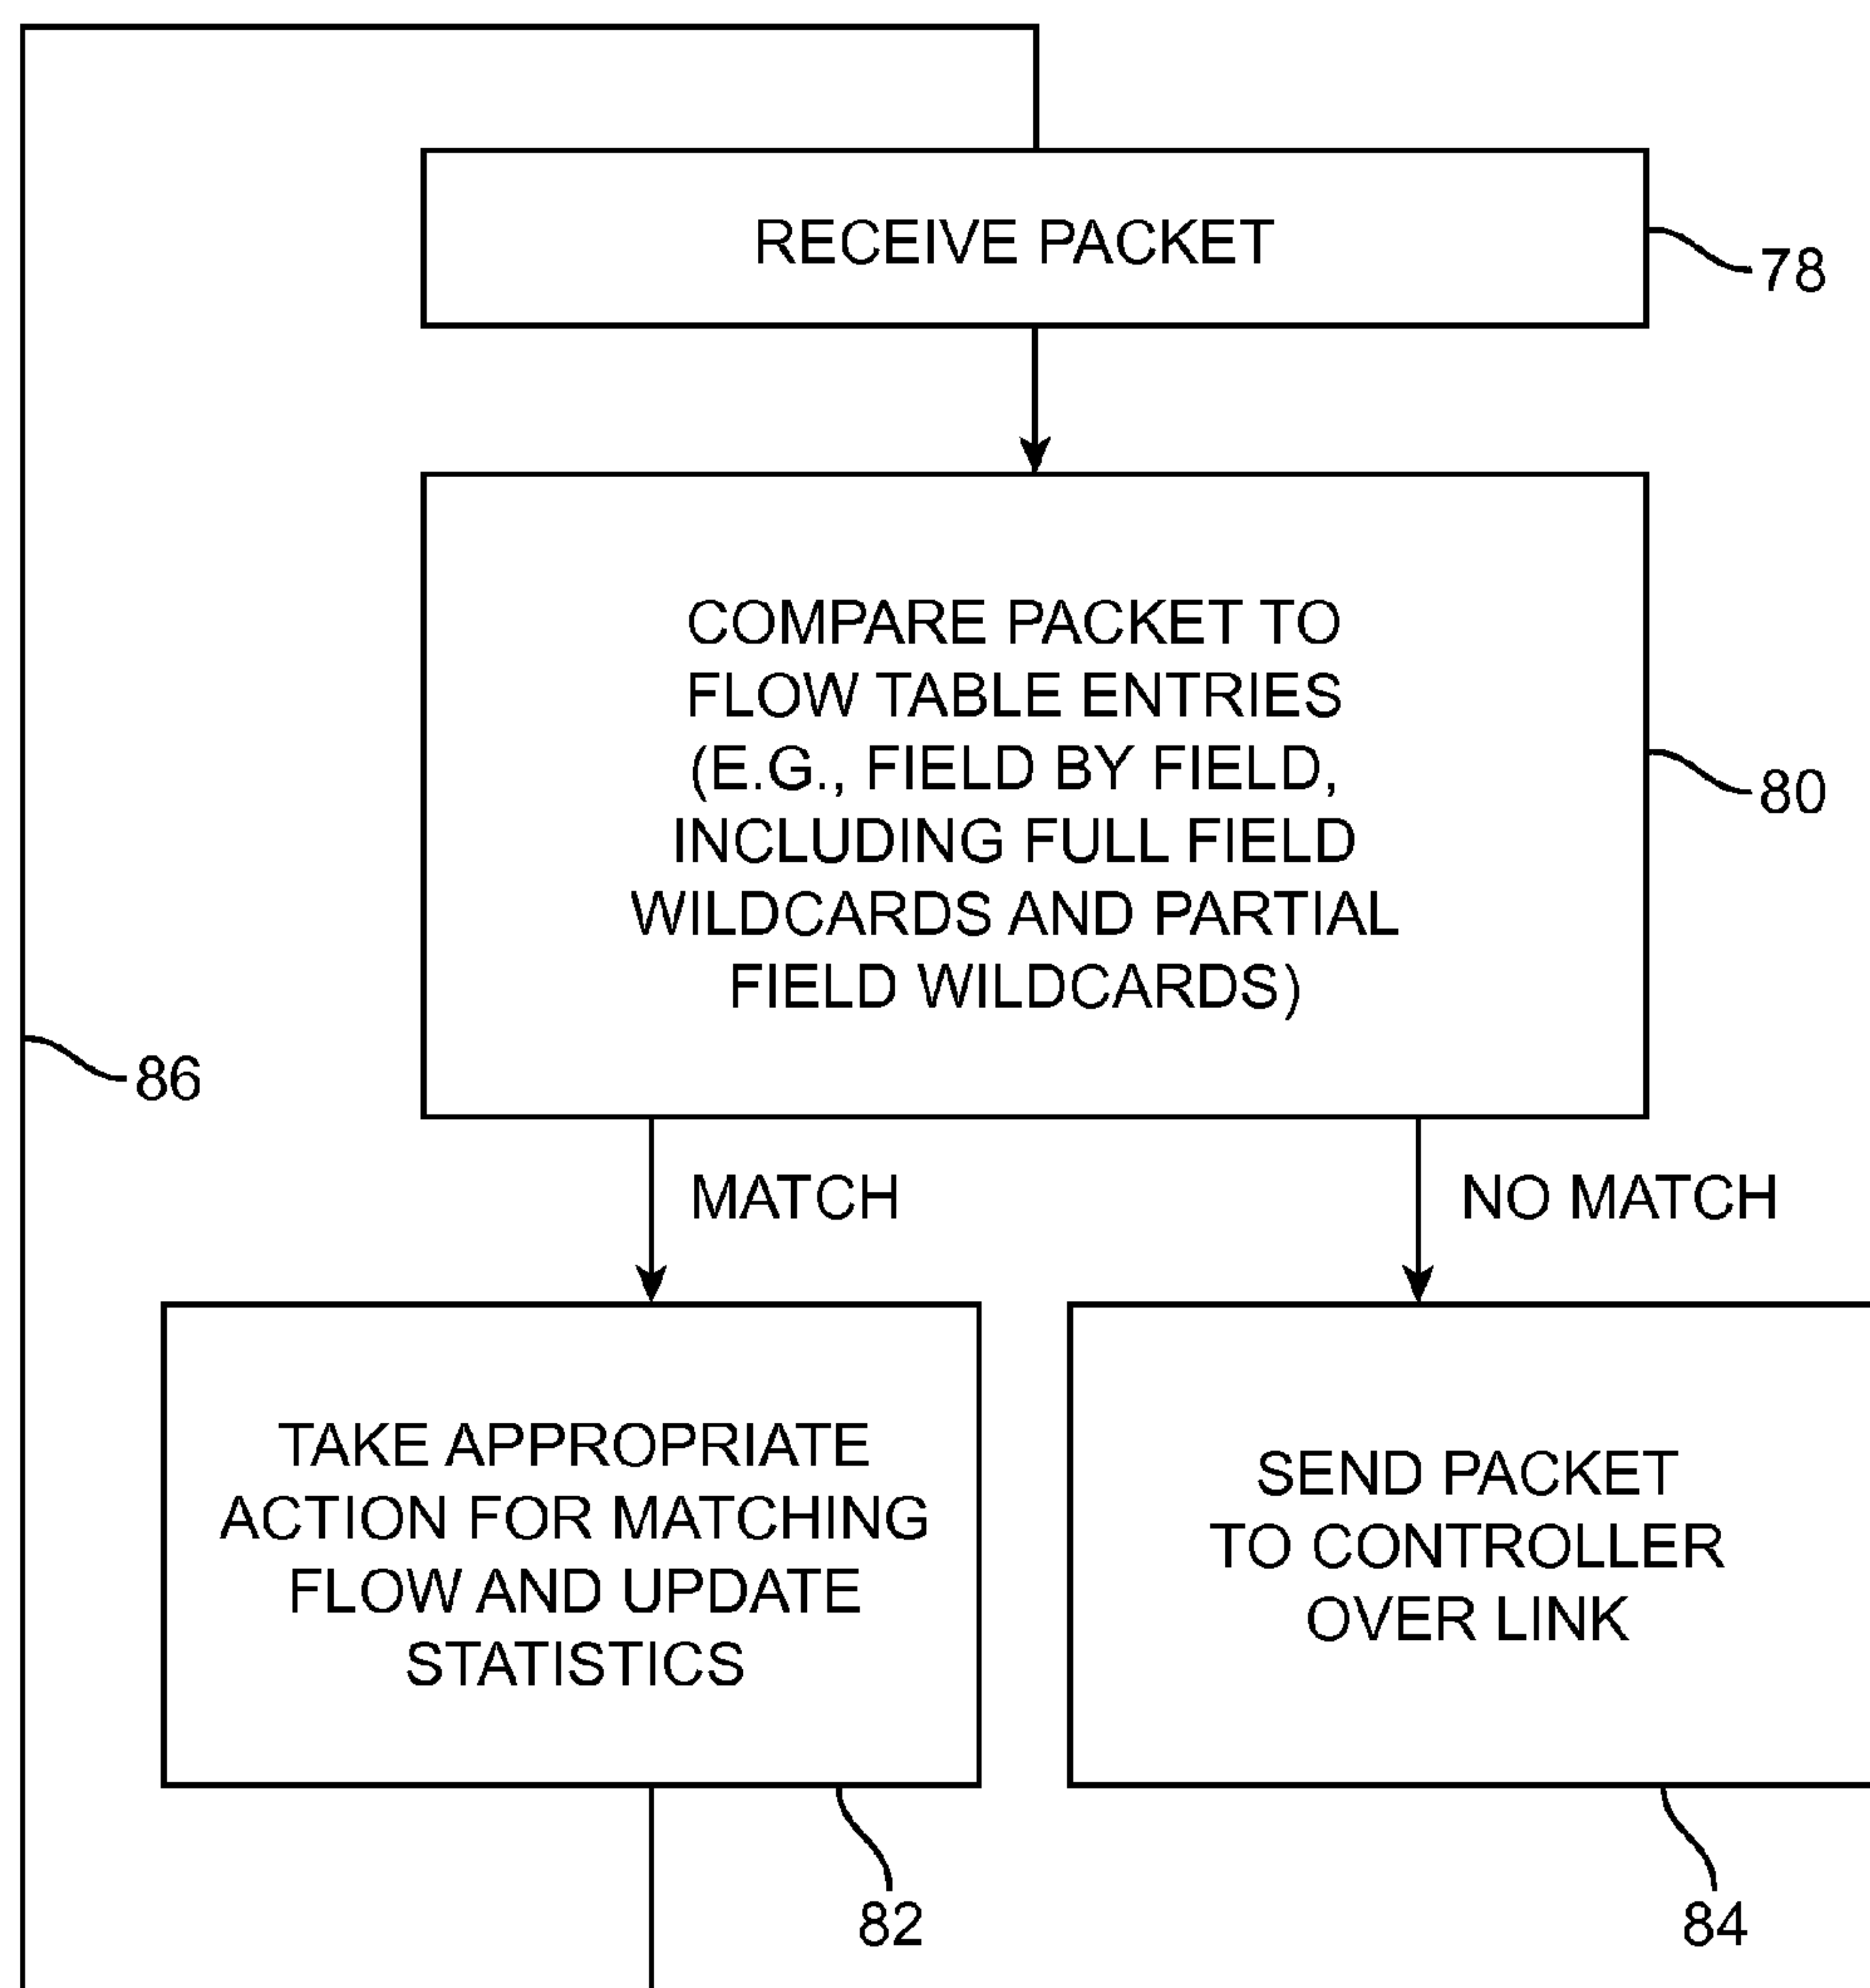 RECEIVE PACKET
78
COMPARE PACKET TO
FLOW TABLE ENTRIES
(E.G., FIELD BY FIELD,
INCLUDING FULL FIELD
WILDCARDS AND PARTIAL
FIELD WILDCARDS)
80
86
MATCH
NO MATCH
TAKE APPROPRIATE
ACTION FOR MATCHING
FLOW AND UPDATE
STATISTICS
SEND PACKET
TO CONTROLLER
OVER LINK
82
84